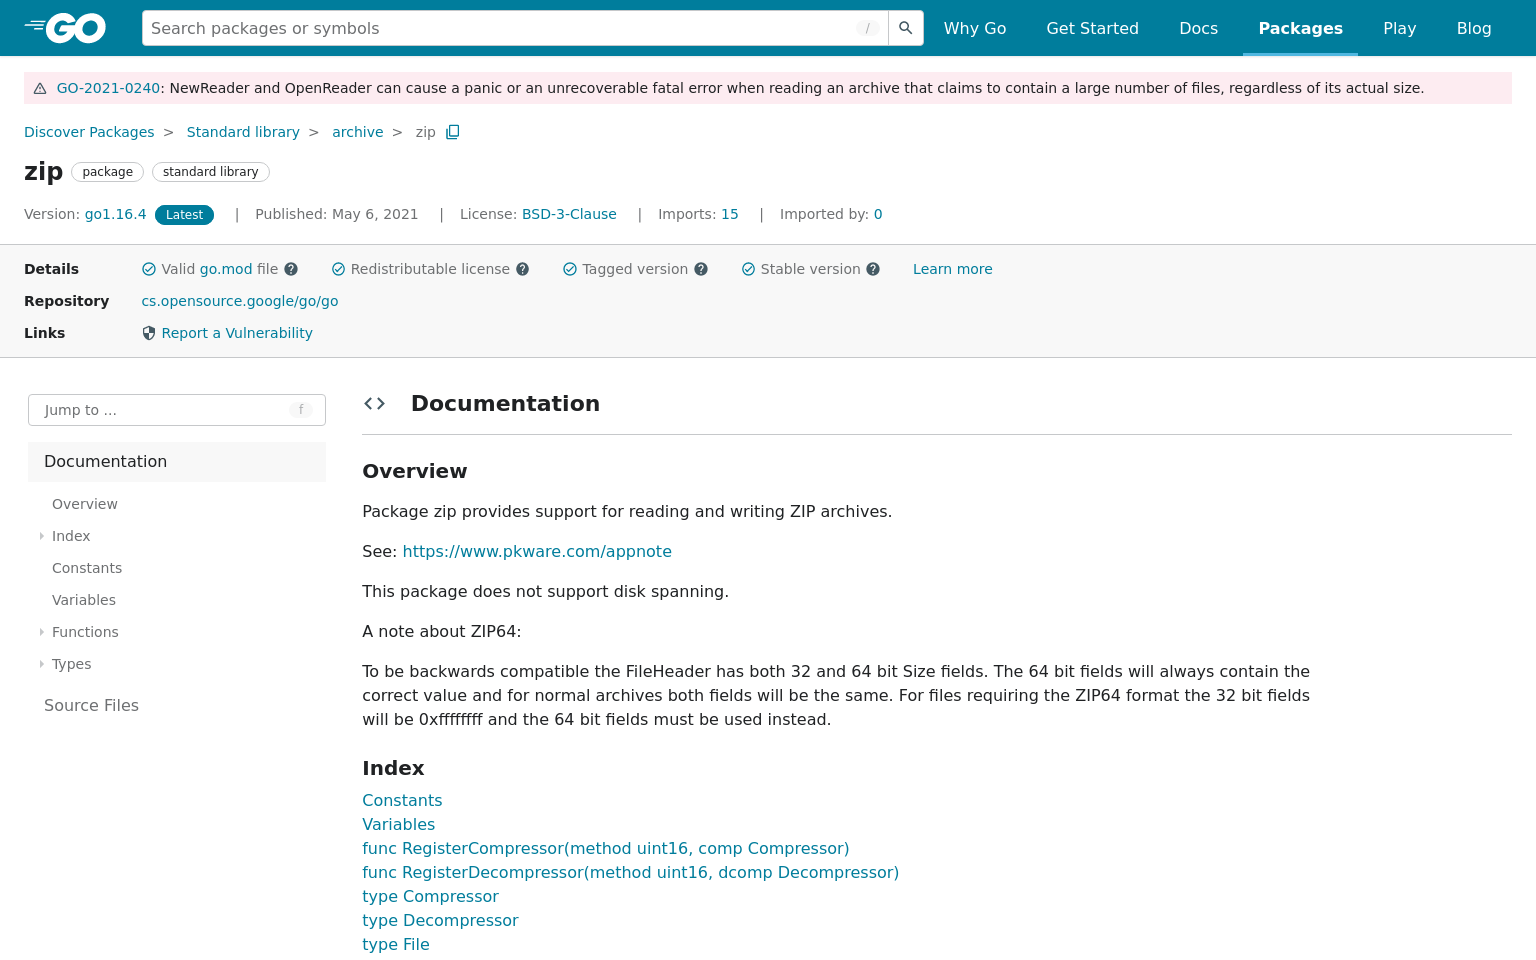 GO
Search packages or symbols /
Why Go Get Started Docs Packages Play Blog
GO-2021-0240: NewReader and OpenReader can cause a panic or an unrecoverable fatal error when reading an archive that claims to contain a large number of files, regardless of its actual size.
Discover Packages > Standard library > archive > zip
zip package standard library
Version: go1.16.4 Latest | Published: May 6, 2021 | License: BSD-3-Clause | Imports: 15 | Imported by: 0
Details Valid go.mod file Redistributable license Tagged version Stable version Learn more
Repository cs.opensource.google/go/go
Links Report a Vulnerability
Jump to ... f
Documentation
Overview
Index
Constants
Variables
Functions
Types
Source Files
Documentation
Overview
Package zip provides support for reading and writing ZIP archives.
See: https://www.pkware.com/appnote
This package does not support disk spanning.
A note about ZIP64:
To be backwards compatible the FileHeader has both 32 and 64 bit Size fields. The 64 bit fields will always contain the
correct value and for normal archives both fields will be the same. For files requiring the ZIP64 format the 32 bit fields
will be 0xffffffff and the 64 bit fields must be used instead.
Index
Constants
Variables
func RegisterCompressor(method uint16, comp Compressor)
func RegisterDecompressor(method uint16, dcomp Decompressor)
type Compressor
type Decompressor
type File